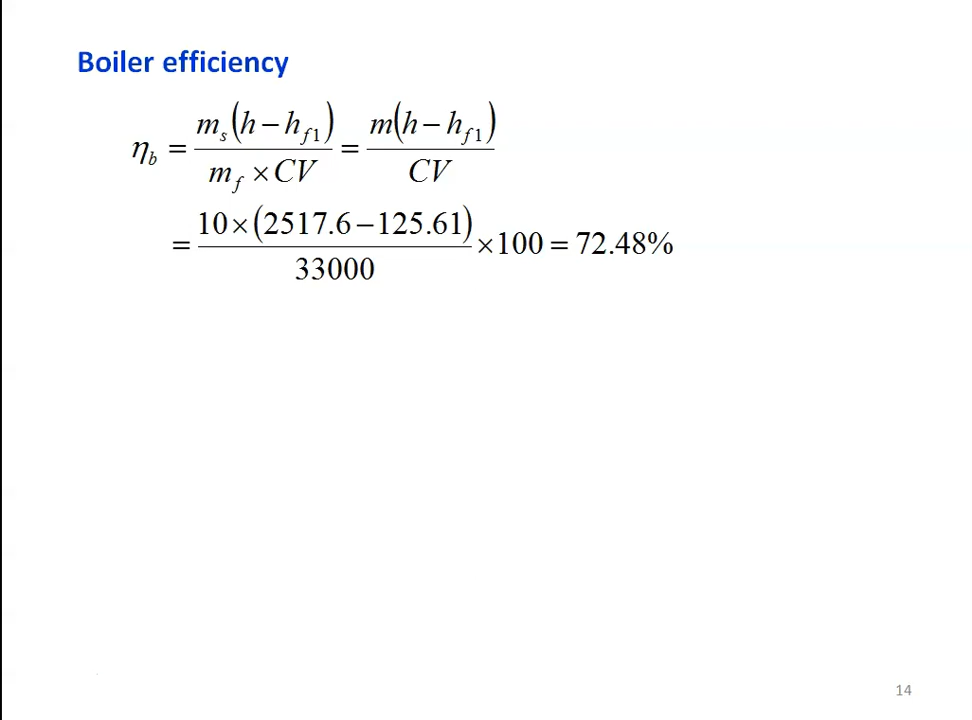 Boiler efficiency
η_b = m_s(h − h_f1) / (m_f × CV) = m(h − h_f1) / CV
= 10 × (2517.6 − 125.61) / 33000 × 100 = 72.48%
14